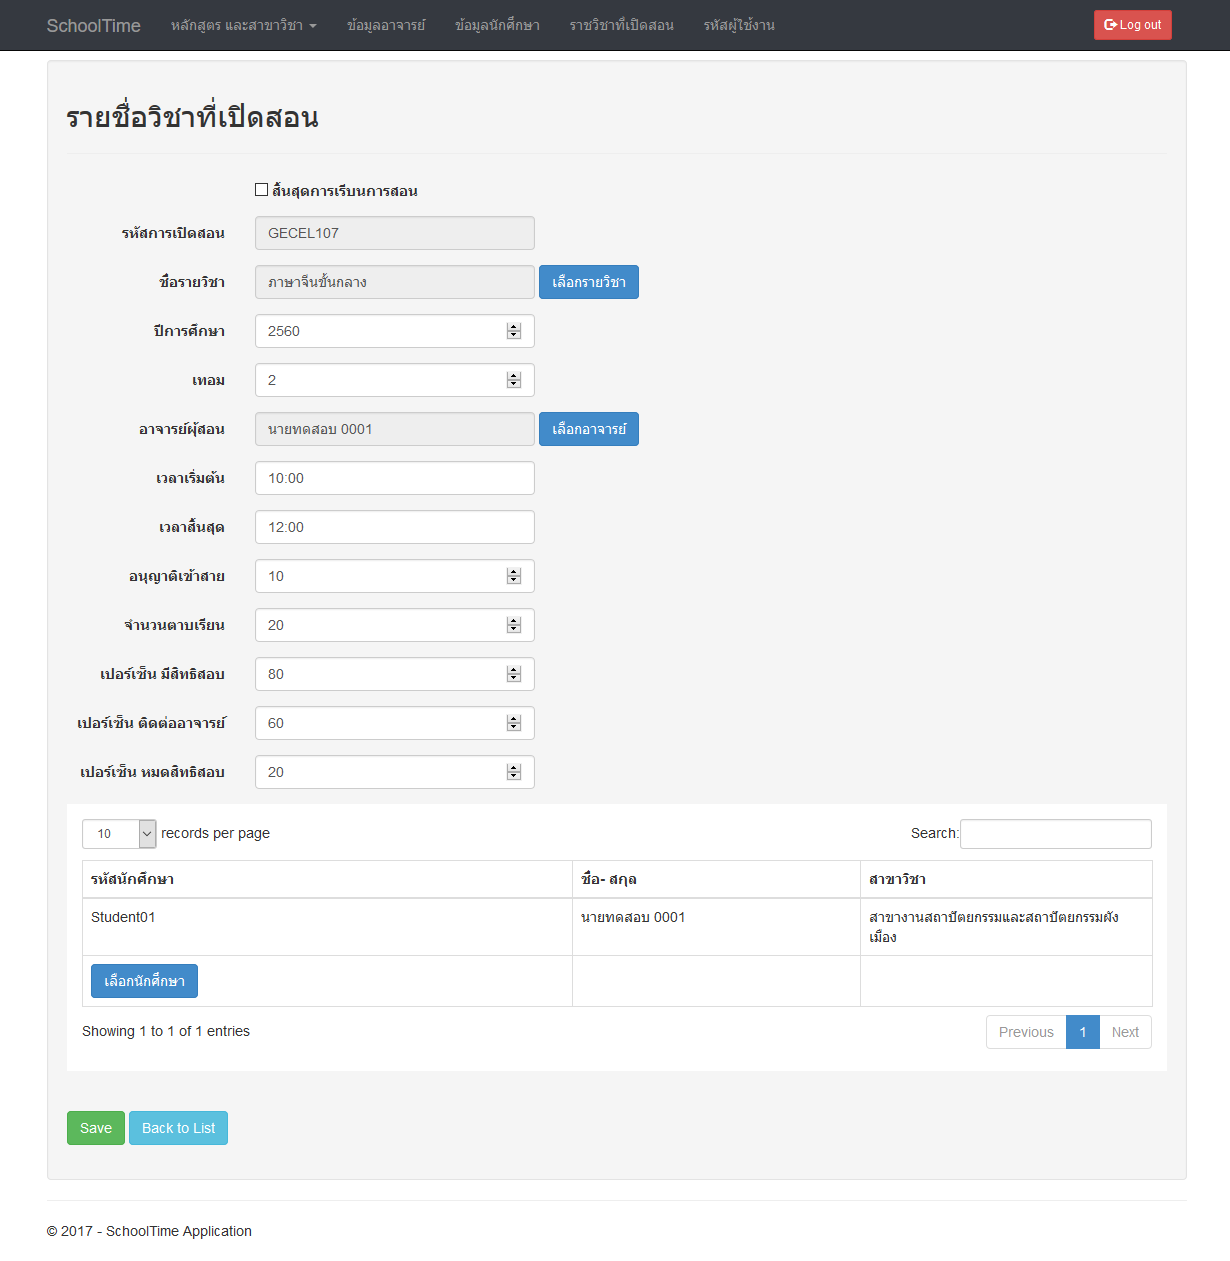 SchoolTime หลักสูตร และสาขาวิชา ข้อมูลอาจารย์ ข้อมูลนักศึกษา ราชวิชาที่เปิดสอน รหัสผู้ใช้งาน Log out
รายชื่อวิชาที่เปิดสอน
สิ้นสุดการเรีบนการสอน
รหัสการเปิดสอน GECEL107
ชื่อรายวิชา ภาษาจีนขั้นกลาง เลือกรายวิชา
ปีการศึกษา 2560
เทอม 2
อาจารย์ผู้สอน นายทดสอบ 0001 เลือกอาจารย์
เวลาเริ่มต้น 10:00
เวลาสิ้นสุด 12:00
อนุญาติเข้าสาย 10
จำนวนตาบเรียน 20
เปอร์เซ็น มีสิทธิสอบ 80
เปอร์เซ็น ติดต่ออาจารย์ 60
เปอร์เซ็น หมดสิทธิสอบ 20
10 records per page Search:
รหัสนักศึกษา ชื่อ- สกุล สาขาวิชา
Student01 นายทดสอบ 0001 สาขางานสถาปัตยกรรมและสถาปัตยกรรมผัง
เมือง
เลือกนักศึกษา
Showing 1 to 1 of 1 entries Previous 1 Next
Save Back to List
© 2017 - SchoolTime Application